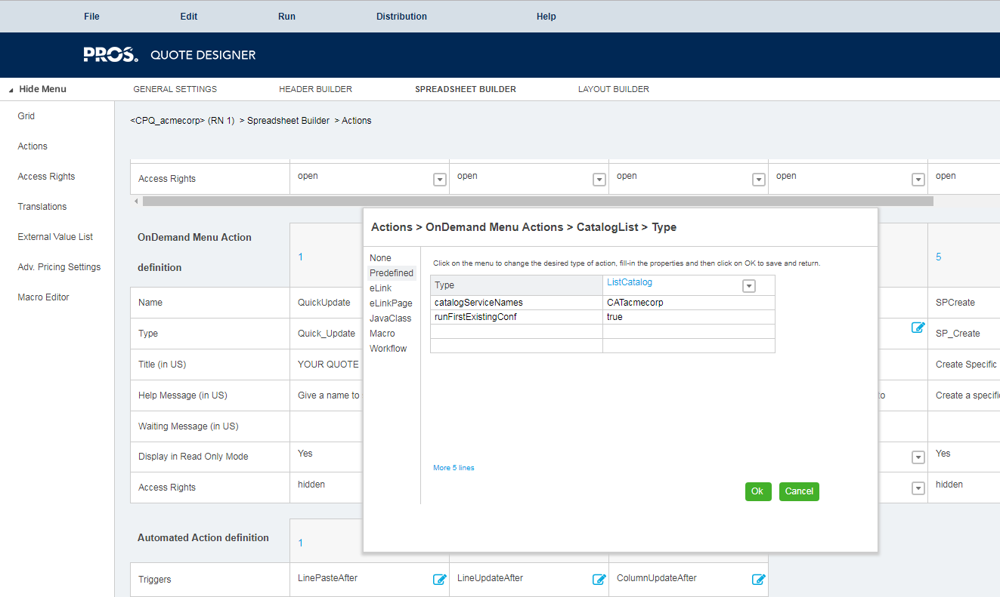 File Edit Run Distribution Help
PROS. QUOTE DESIGNER
Hide Menu GENERAL SETTINGS HEADER BUILDER SPREADSHEET BUILDER LAYOUT BUILDER
Grid
Actions
Access Rights
Translations
External Value List
Adv. Pricing Settings
Macro Editor
<CPQ_acmecorp> (RN 1) > Spreadsheet Builder > Actions
Access Rights open open open open open
OnDemand Menu Action
definition
1 5
Name QuickUpdate SPCreate
Type Quick_Update SP_Create
Title (in US) YOUR QUOTE Create Specific
Help Message (in US) Give a name to to Create a specifi
Waiting Message (in US)
Display in Read Only Mode Yes Yes
Access Rights hidden hidden
Automated Action definition 1
Triggers LinePasteAfter LineUpdateAfter ColumnUpdateAfter
Actions > OnDemand Menu Actions > CatalogList > Type
None
Predefined
eLink
eLinkPage
JavaClass
Macro
Workflow
Click on the menu to change the desired type of action, fill-in the properties and then click on OK to save and return.
Type ListCatalog
catalogServiceNames CATacmecorp
runFirstExistingConf true
More 5 lines
Ok Cancel